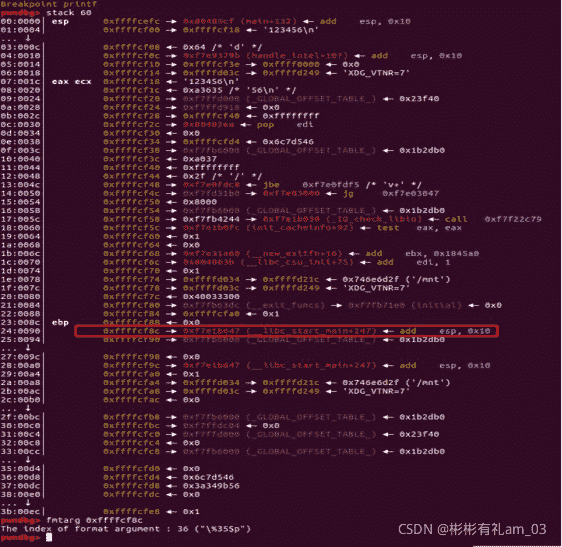 Breakpoint printf
pwndbg> stack 60
00:0000│ esp 0xffffcefc → (main+132) ← add esp, 0x10
01:0004│ 0xffffcf00 → 0xffffcf18 ← '123456\n'
... ↓
03:000c│ 0xffffcf08 ← 0x64 /* 'd' */
04:0010│ 0xffffcf0c → (handle_intel+107) ← add esp, 0x10
05:0014│ 0xffffcf10 → 0xffffcf3e ← 0xffff0000 ← 0x0
06:0018│ 0xffffcf14 → 0xffffd03c → 0xffffd249 ← 'XDG_VTNR=7'
07:001c│ eax ecx 0xffffcf18 ← '123456\n'
08:0020│ 0xffffcf1c ← 0xa3635 /* '56\n' */
09:0024│ 0xffffcf20 → 0xf7ffd000 (_GLOBAL_OFFSET_TABLE_) ← 0x23f40
0a:0028│ 0xffffcf24 → 0xf7ffd918 ← 0x0
0b:002c│ 0xffffcf28 → 0xffffcf40 ← 0xffffffff
0c:0030│ 0xffffcf2c → ← pop edi
0d:0034│ 0xffffcf30 ← 0x0
0e:0038│ 0xffffcf34 → 0xffffcfd4 ← 0x6c7d546
0f:003c│ 0xffffcf38 → 0xf7fb6000 (_GLOBAL_OFFSET_TABLE_) ← 0x1b2db0
10:0040│ 0xffffcf3c ← 0xa037
11:0044│ 0xffffcf40 ← 0xffffffff
12:0048│ 0xffffcf44 ← 0x2f /* '/' */
13:004c│ 0xffffcf48 → 0xf7e0fdc8 ← jbe 0xf7e0fdf5 /* 'v+' */
14:0050│ 0xffffcf4c → 0xf7fd31b0 → 0xf7e03000 ← jg 0xf7e03047
15:0054│ 0xffffcf50 ← 0x8000
16:0058│ 0xffffcf54 → 0xf7fb6000 (_GLOBAL_OFFSET_TABLE_) ← 0x1b2db0
17:005c│ 0xffffcf58 → 0xf7fb4244 → 0xf7e1b030 (_IO_check_libio) ← call 0xf7f22c79
18:0060│ 0xffffcf5c → (init_cacheinfo+92) ← test eax, eax
19:0064│ 0xffffcf60 ← 0x1
1a:0068│ 0xffffcf64 ← 0x0
1b:006c│ 0xffffcf68 → (__new_exitfn+16) ← add ebx, 0x1845a0
1c:0070│ 0xffffcf6c → (__libc_csu_init+75) ← add edi, 1
1d:0074│ 0xffffcf70 ← 0x1
1e:0078│ 0xffffcf74 → 0xffffd034 → 0xffffd21c ← 0x746e6d2f ('/mnt')
1f:007c│ 0xffffcf78 → 0xffffd03c → 0xffffd249 ← 'XDG_VTNR=7'
20:0080│ 0xffffcf7c ← 0x40033300
21:0084│ 0xffffcf80 → 0xf7fb63dc (__exit_funcs) → 0xf7fb71e0 (initial) ← 0x0
22:0088│ 0xffffcf84 → 0xffffcfa0 ← 0x1
23:008c│ ebp 0xffffcf88 ← 0x0
24:0090│ 0xffffcf8c → 0xf7e1b647 (__libc_start_main+247) ← add esp, 0x10
25:0094│ 0xffffcf90 → 0xf7fb6000 (_GLOBAL_OFFSET_TABLE_) ← 0x1b2db0
... ↓
27:009c│ 0xffffcf98 ← 0x0
28:00a0│ 0xffffcf9c → 0xf7e1b647 (__libc_start_main+247) ← add esp, 0x10
29:00a4│ 0xffffcfa0 ← 0x1
2a:00a8│ 0xffffcfa4 → 0xffffd034 → 0xffffd21c ← 0x746e6d2f ('/mnt')
2b:00ac│ 0xffffcfa8 → 0xffffd03c → 0xffffd249 ← 'XDG_VTNR=7'
2c:00b0│ 0xffffcfac ← 0x0
... ↓
2f:00bc│ 0xffffcfb8 → 0xf7fb6000 (_GLOBAL_OFFSET_TABLE_) ← 0x1b2db0
30:00c0│ 0xffffcfbc → 0xf7ffdc04 ← 0x0
31:00c4│ 0xffffcfc0 → 0xf7ffd000 (_GLOBAL_OFFSET_TABLE_) ← 0x23f40
32:00c8│ 0xffffcfc4 ← 0x0
33:00cc│ 0xffffcfc8 → 0xf7fb6000 (_GLOBAL_OFFSET_TABLE_) ← 0x1b2db0
... ↓
35:00d4│ 0xffffcfd0 ← 0x0
36:00d8│ 0xffffcfd4 ← 0x6c7d546
37:00dc│ 0xffffcfd8 ← 0x3a349b56
38:00e0│ 0xffffcfdc ← 0x0
... ↓
3b:00ec│ 0xffffcfe8 ← 0x1
pwndbg> fmtarg 0xffffcf8c
The index of format argument : 36 ("\%35$p")
pwndbg>
CSDN @彬彬有礼am_03